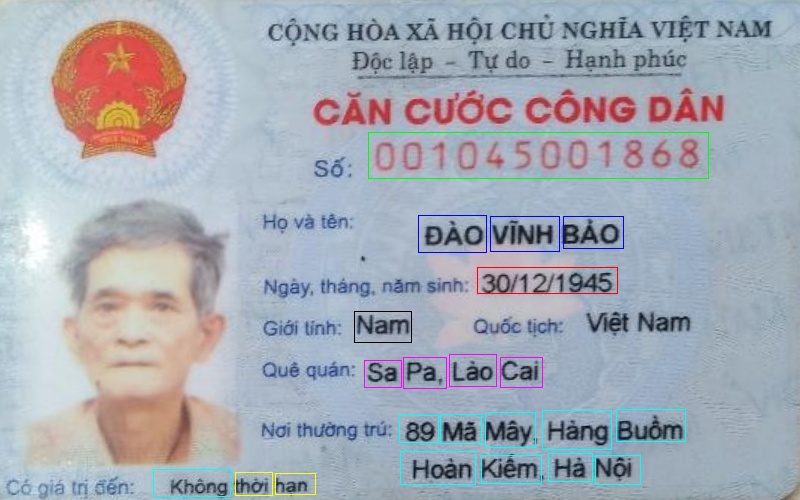 CỘNG HÒA XÃ HỘI CHỦ NGHĨA VIỆT NAM
Độc lập - Tự do - Hạnh phúc
CĂN CƯỚC CÔNG DÂN
Số: 001045001868
Họ và tên: ĐÀO VĨNH BẢO
Ngày, tháng, năm sinh: 30/12/1945
Giới tính: Nam Quốc tịch: Việt Nam
Quê quán: Sa Pa, Lào Cai
Nơi thường trú: 89 Mã Mây, Hàng Buồm
Hoàn Kiếm, Hà Nội
Có giá trị đến: Không thời hạn